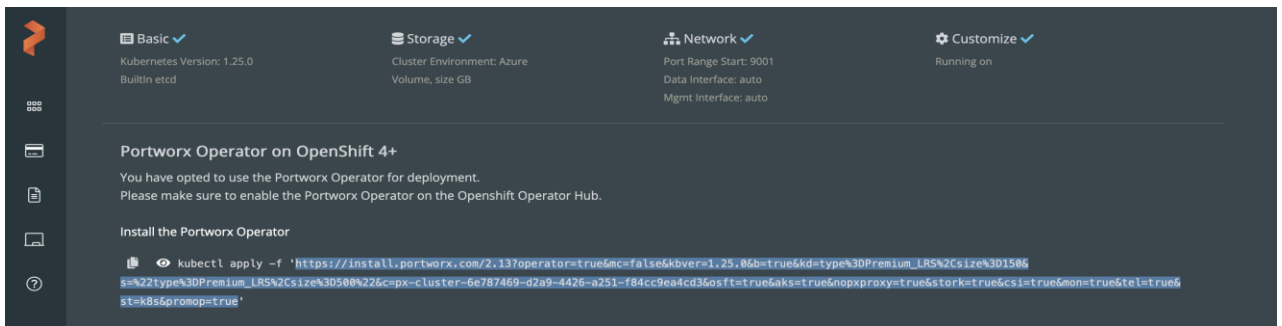 Basic
Kubernetes Version: 1.25.0
BuiltIn etcd
Storage
Cluster Environment: Azure
Volume, size GB
Network
Port Range Start: 9001
Data Interface: auto
Mgmt Interface: auto
Customize
Running on
Portworx Operator on OpenShift 4+
You have opted to use the Portworx Operator for deployment.
Please make sure to enable the Portworx Operator on the Openshift Operator Hub.
Install the Portworx Operator
kubectl apply -f 'https://install.portworx.com/2.13?operator=true&mc=false&kbver=1.25.0&b=true&kd=type%3DPremium_LRS%2Csize%3D150&
s=%22type%3DPremium_LRS%2Csize%3D500%22&c=px-cluster-6e787469-d2a9-4426-a251-f84cc9ea4cd3&osft=true&aks=true&nopxproxy=true&stork=true&csi=true&mon=true&tel=true&
st=k8s&promop=true'